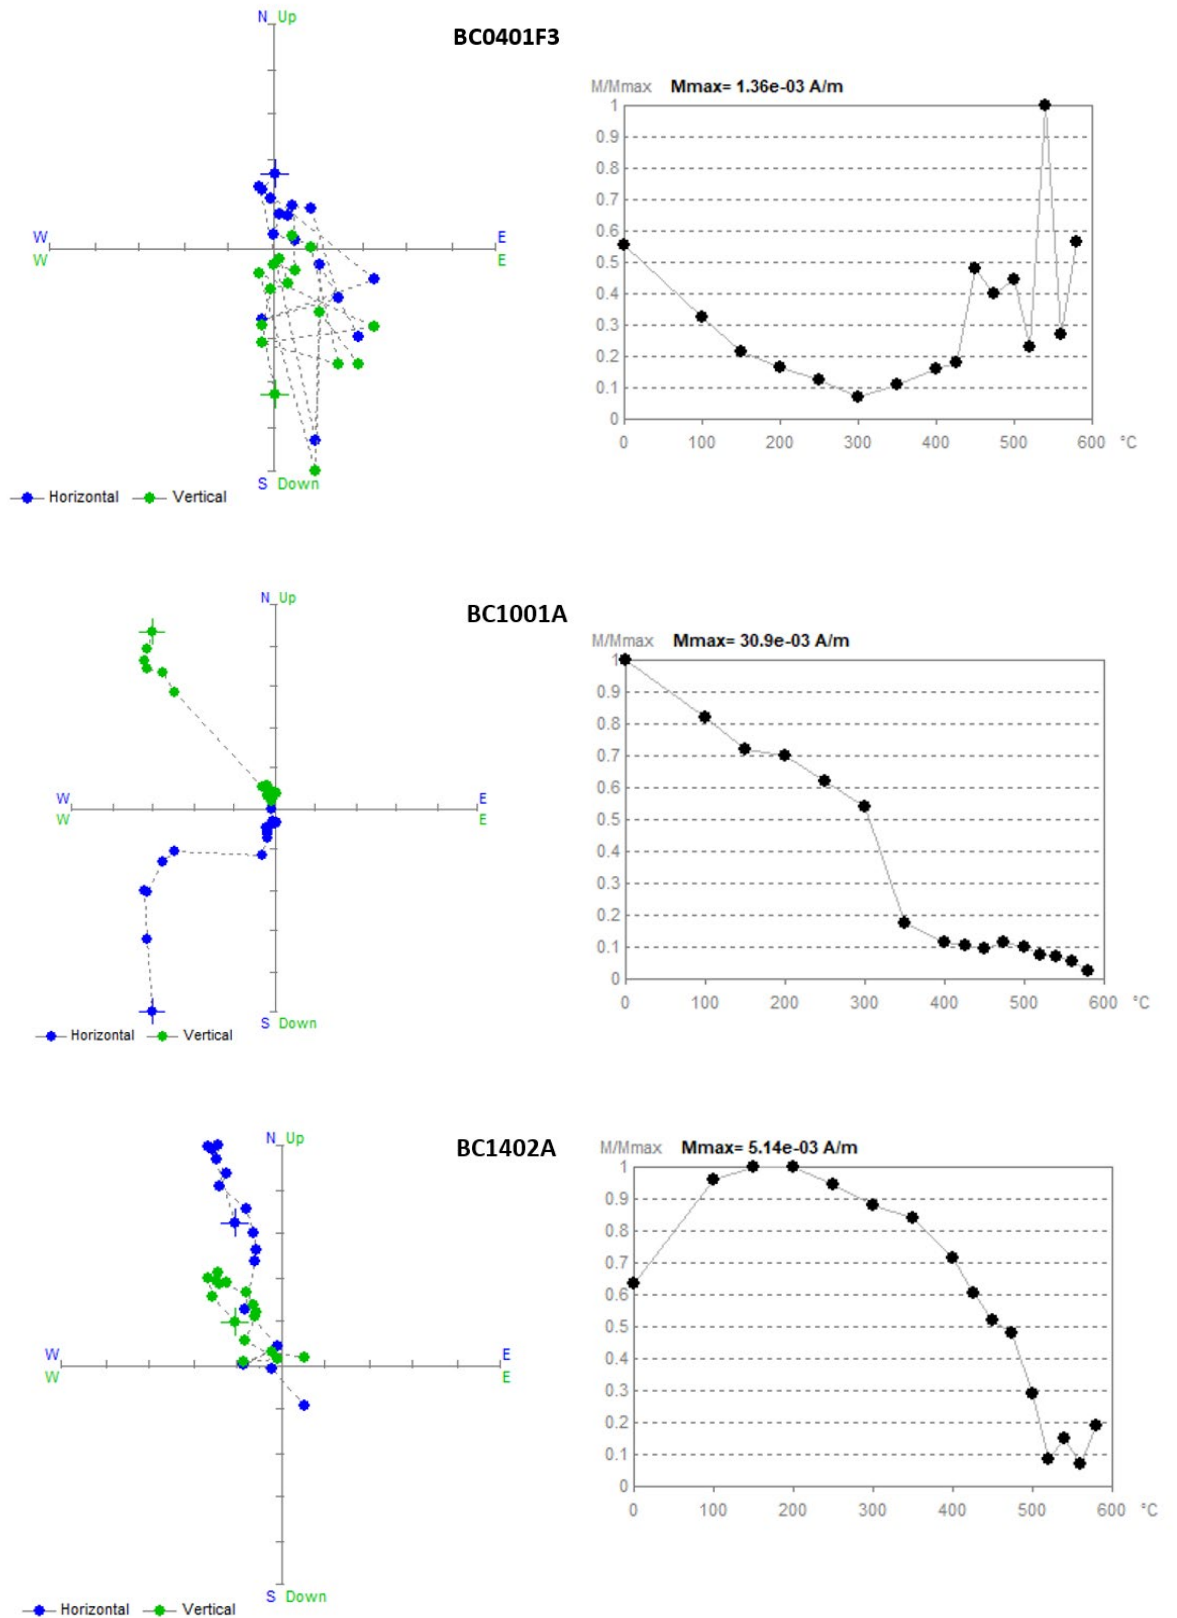 N Up
BC0401F3
M/Mmax Mmax= 1.36e-03 A/m
1
0.9
0.8
0.7
0.6
0.5
0.4
0.3
0.2
0.1
0
0 100 200 300 400 500 600 °C
W E
W E
S Down
Horizontal Vertical
N Up
BC1001A
M/Mmax Mmax= 30.9e-03 A/m
1
0.9
0.8
0.7
0.6
0.5
0.4
0.3
0.2
0.1
0
0 100 200 300 400 500 600 °C
W E
W E
S Down
Horizontal Vertical
N Up
BC1402A
M/Mmax Mmax= 5.14e-03 A/m
1
0.9
0.8
0.7
0.6
0.5
0.4
0.3
0.2
0.1
0
0 100 200 300 400 500 600 °C
W E
W E
S Down
Horizontal Vertical